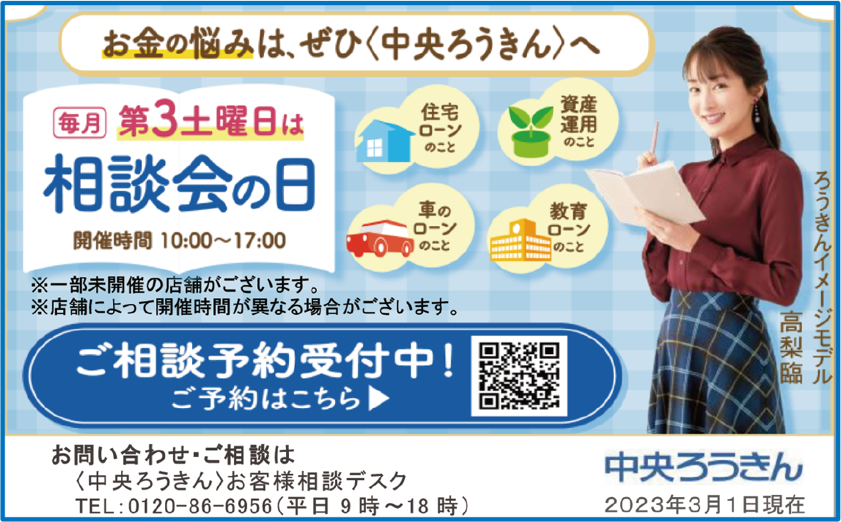 お金の悩みは、ぜひ〈中央ろうきん〉へ
毎月 第3土曜日は
相談会の日
開催時間 10:00～17:00
住宅
ローン
のこと
資産
運用
のこと
車の
ローン
のこと
教育
ローン
のこと
※一部未開催の店舗がございます。
※店舗によって開催時間が異なる場合がございます。
ろうきんイメージモデル
高梨臨
ご相談予約受付中！
ご予約はこちら▶
お問い合わせ・ご相談は
〈中央ろうきん〉お客様相談デスク
TEL：0120-86-6956（平日 9 時～18 時）
中央ろうきん
2023年3月1日現在